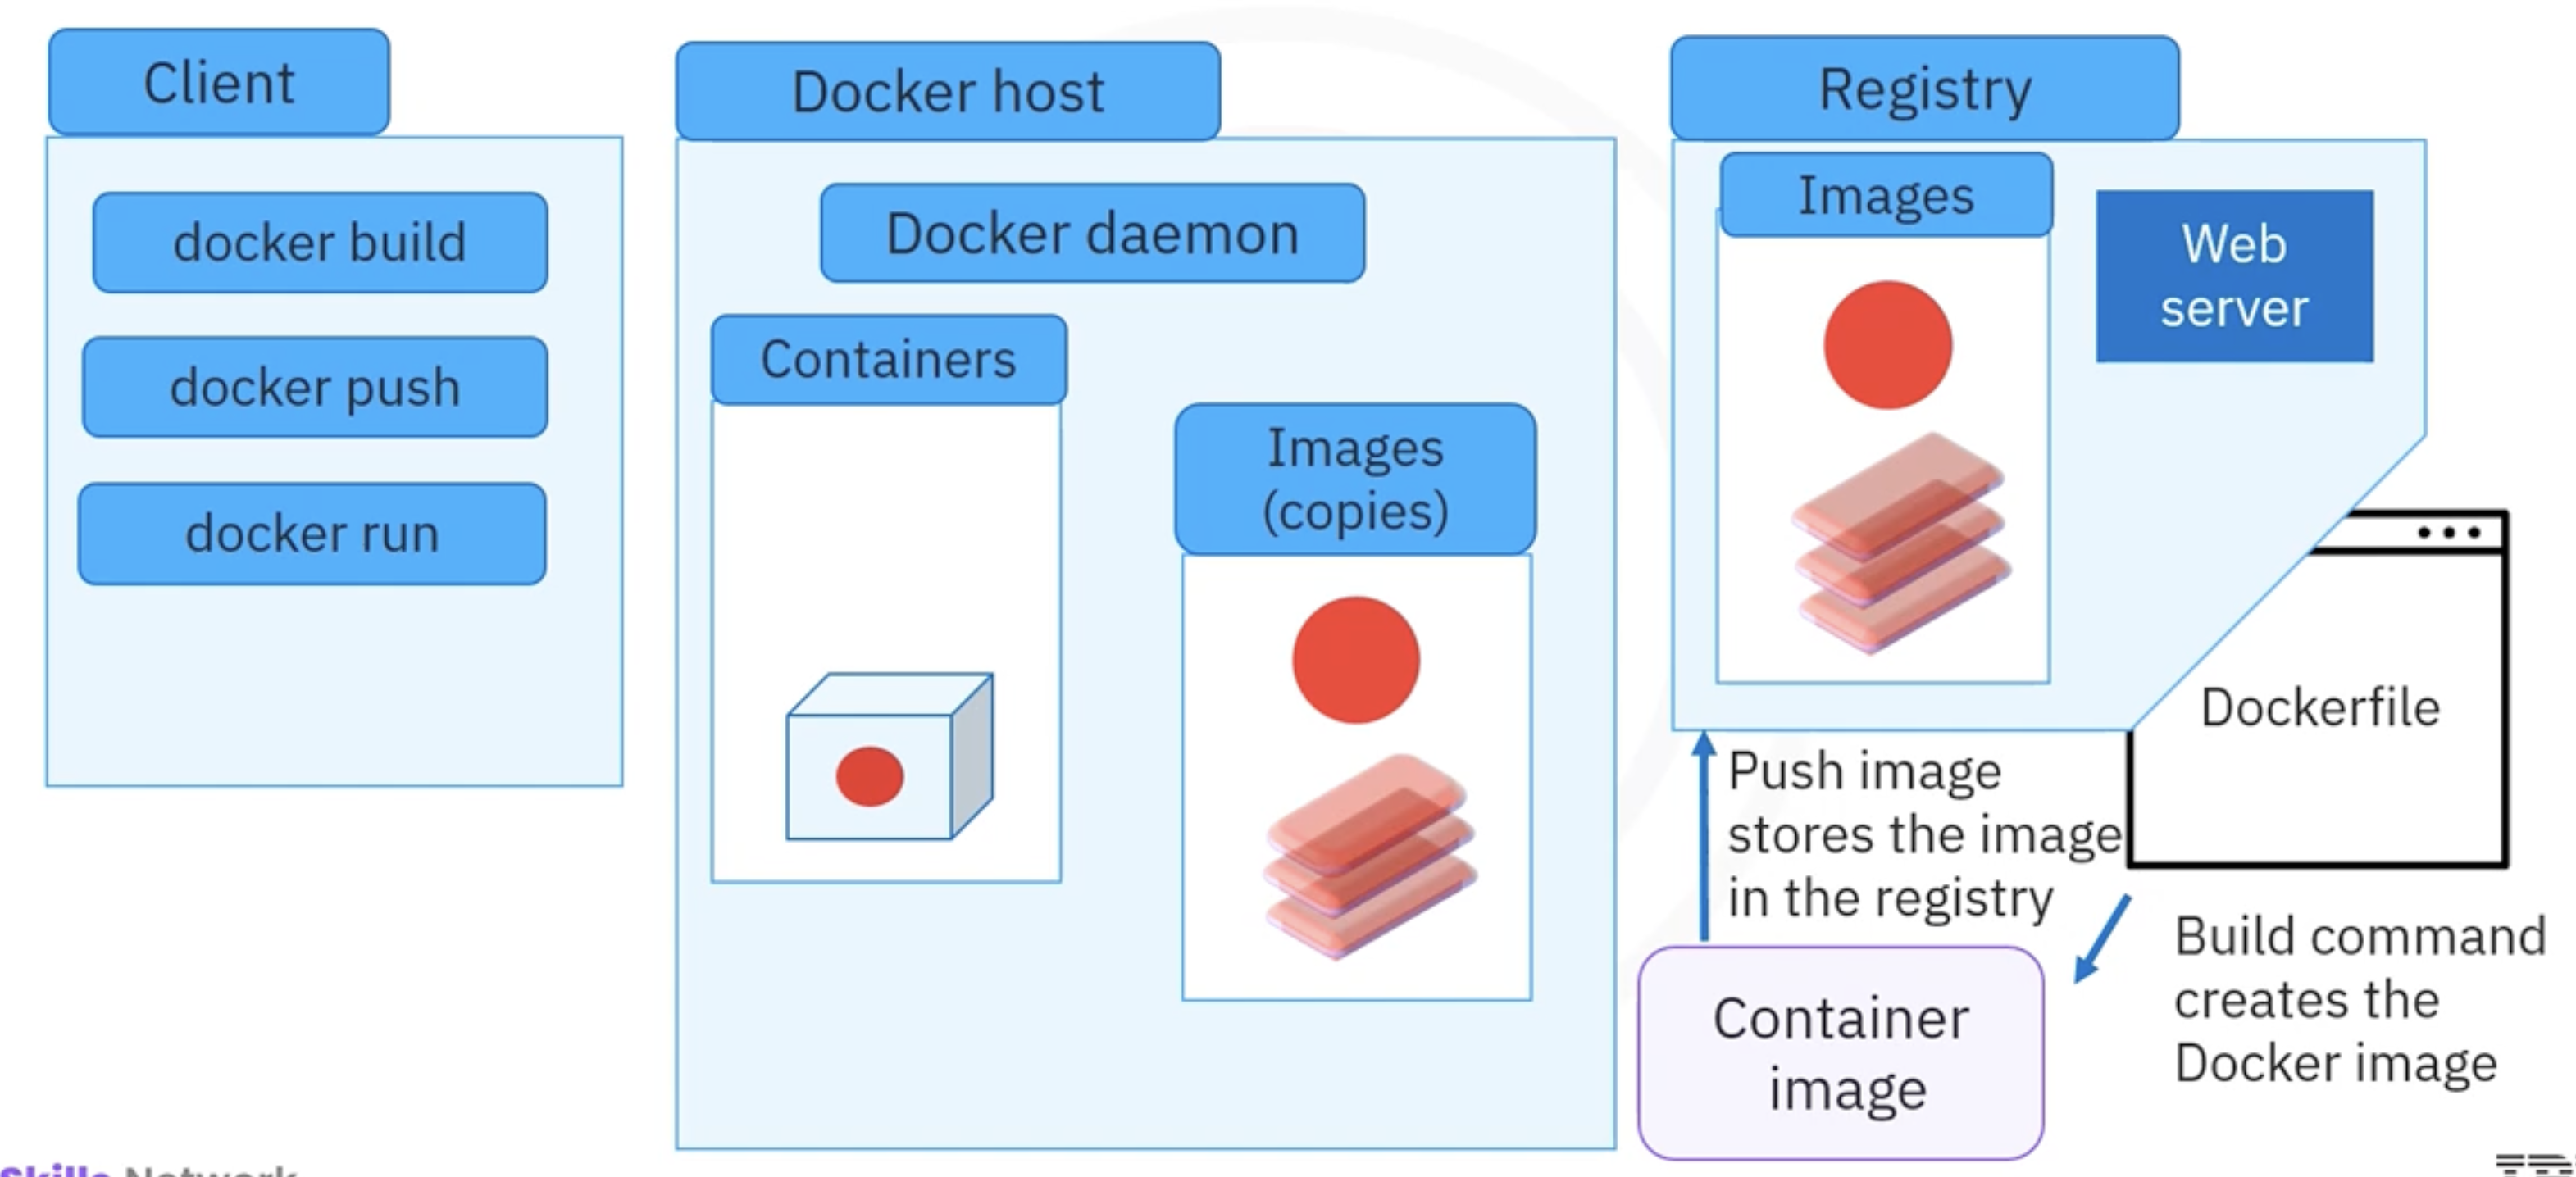 Client
docker build
docker push
docker run
Docker host
Docker daemon
Containers
Images
(copies)
Registry
Images
Web
server
Dockerfile
Push image
stores the image
in the registry
Container
image
Build command
creates the
Docker image
Skills Network